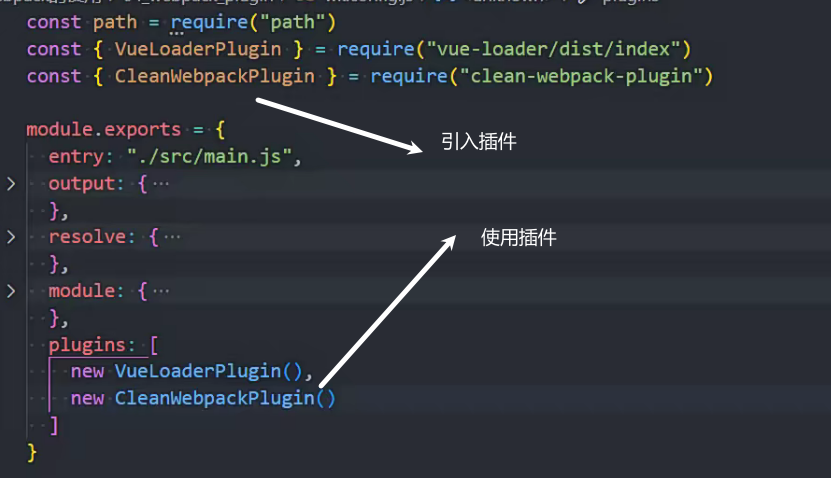 const path = require("path")
const { VueLoaderPlugin } = require("vue-loader/dist/index")
const { CleanWebpackPlugin } = require("clean-webpack-plugin")
引入插件
module.exports = {
entry: "./src/main.js",
output: { ...
},
使用插件
resolve: { ...
},
module: { ...
},
plugins: [
new VueLoaderPlugin(),
new CleanWebpackPlugin()
]
}